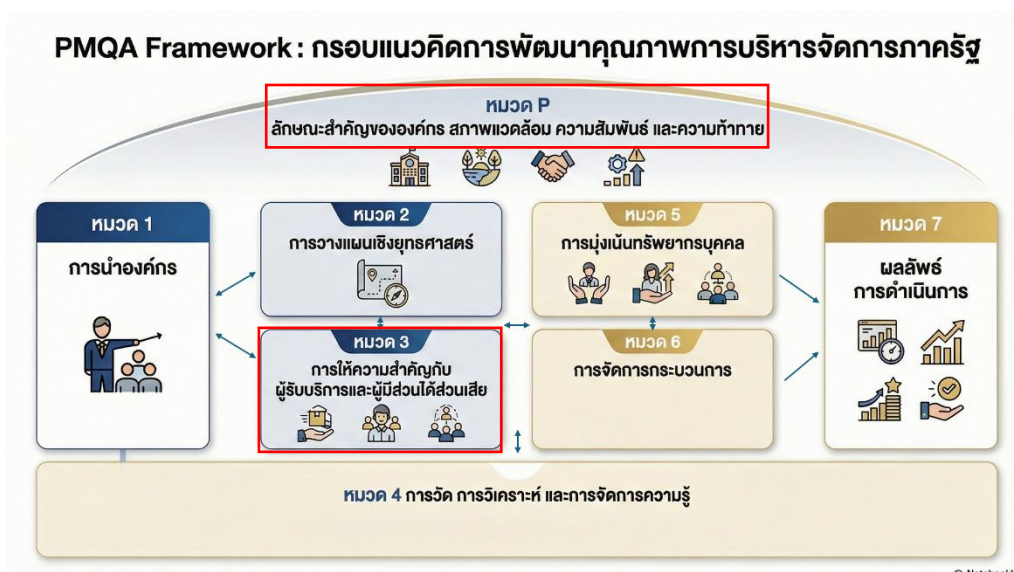 PMQA Framework : กรอบแนวคิดการพัฒนาคุณภาพการบริหารจัดการภาครัฐ
หมวด P
ลักษณะสำคัญขององค์กร สภาพแวดล้อม ความสัมพันธ์ และความท้าทาย
หมวด 1
การนำองค์กร
หมวด 2
การวางแผนเชิงยุทธศาสตร์
หมวด 3
การให้ความสำคัญกับ
ผู้รับบริการและผู้มีส่วนได้ส่วนเสีย
หมวด 5
การมุ่งเน้นทรัพยากรบุคคล
หมวด 6
การจัดการกระบวนการ
หมวด 7
ผลลัพธ์
การดำเนินการ
หมวด 4 การวัด การวิเคราะห์ และการจัดการความรู้